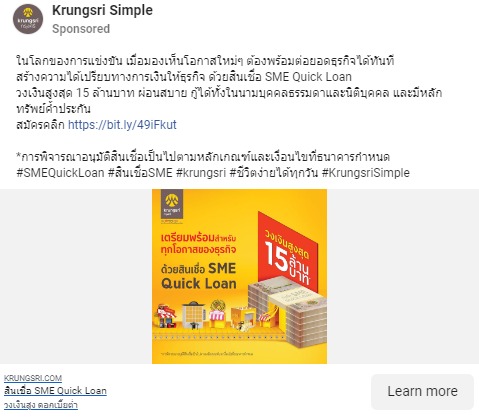 Krungsri Simple
Sponsored
ในโลกของการแข่งขัน เมื่อมองเห็นโอกาสใหม่ๆ ต้องพร้อมต่อยอดธุรกิจได้ทันที
สร้างความได้เปรียบทางการเงินให้ธุรกิจ ด้วยสินเชื่อ SME Quick Loan
วงเงินสูงสุด 15 ล้านบาท ผ่อนสบาย กู้ได้ทั้งในนามบุคคลธรรมดาและนิติบุคคล และมีหลัก
ทรัพย์ค้ำประกัน
สมัครคลิก https://bit.ly/49iFkut
*การพิจารณาอนุมัติสินเชื่อเป็นไปตามหลักเกณฑ์และเงื่อนไขที่ธนาคารกำหนด
#SMEQuickLoan #สินเชื่อSME #krungsri #ชีวิตง่ายได้ทุกวัน #KrungsriSimple
krungsri
กรุงศรี
เตรียมพร้อมสำหรับ
ทุกโอกาสของธุรกิจ
ด้วยสินเชื่อ SME
Quick Loan
วงเงินสูงสุด
15 ล้าน
บาท
KRUNGSRI.COM
สินเชื่อ SME Quick Loan
วงเงินสูง ดอกเบี้ยต่ำ
Learn more